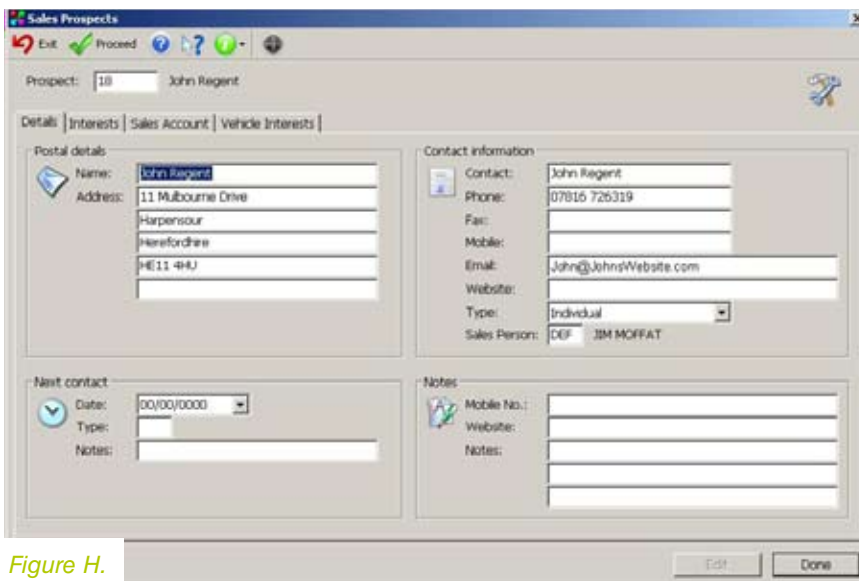 Sales Prospects
Exit Proceed
Prospect: 18 John Regent
Details Interests Sales Account Vehicle Interests
Postal details
Name: John Regent
Address: 11 Mulbourne Drive
Harpensour
Herefordhire
HE11 4HU
Contact information
Contact: John Regent
Phone: 07816 726319
Fax:
Mobile:
Email: John@JohnsWebsite.com
Website:
Type: Individual
Sales Person: DEF JIM MOFFAT
Next contact
Date: 00/00/0000
Type:
Notes:
Notes
Mobile No.:
Website:
Notes:
Edit Done
Figure H.